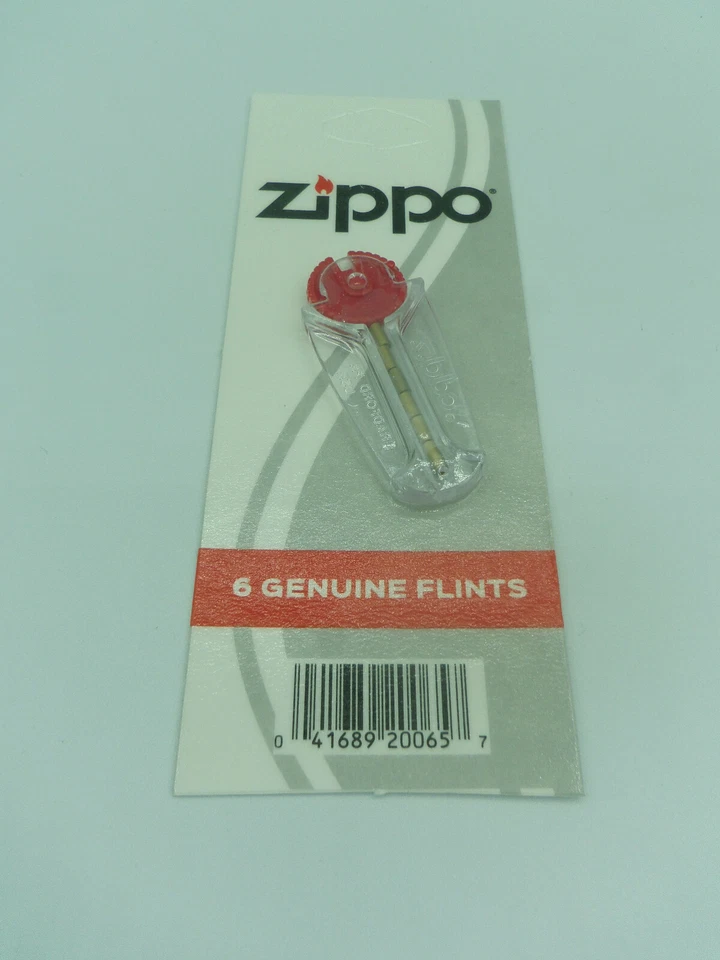 zippo®
6 GENUINE FLINTS
0 41689 20065 7